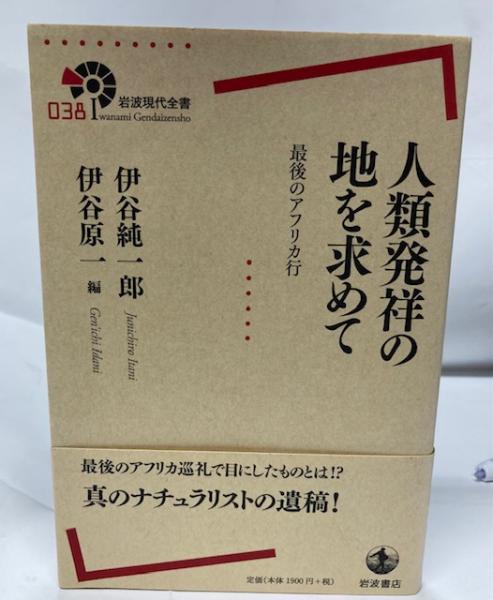 038 岩波現代全書
Iwanami Gendaizensho
人類発祥の
地を求めて
最後のアフリカ行
伊谷純一郎
Junichiro Itani
伊谷原一 編
Gen'ichi Idani
最後のアフリカ巡礼で目にしたものとは!?
真のナチュラリストの遺稿!
定価(本体1900円+税)
岩波書店